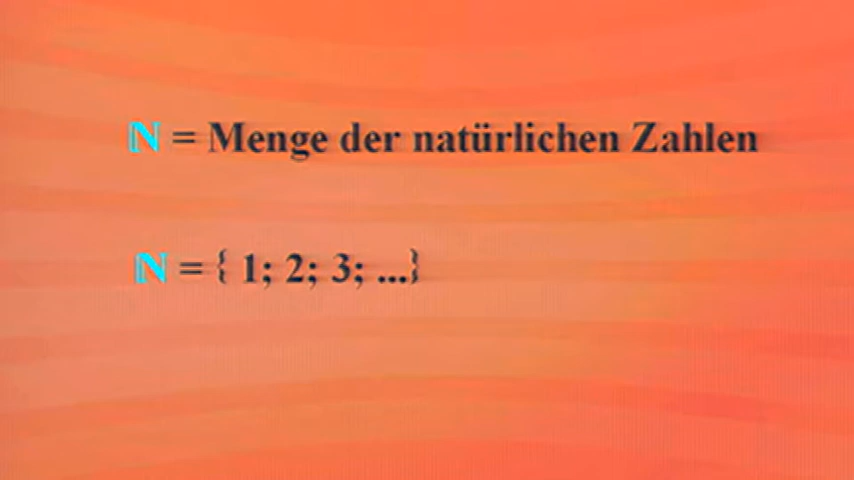 ℕ = Menge der natürlichen Zahlen
ℕ = { 1; 2; 3; ...}